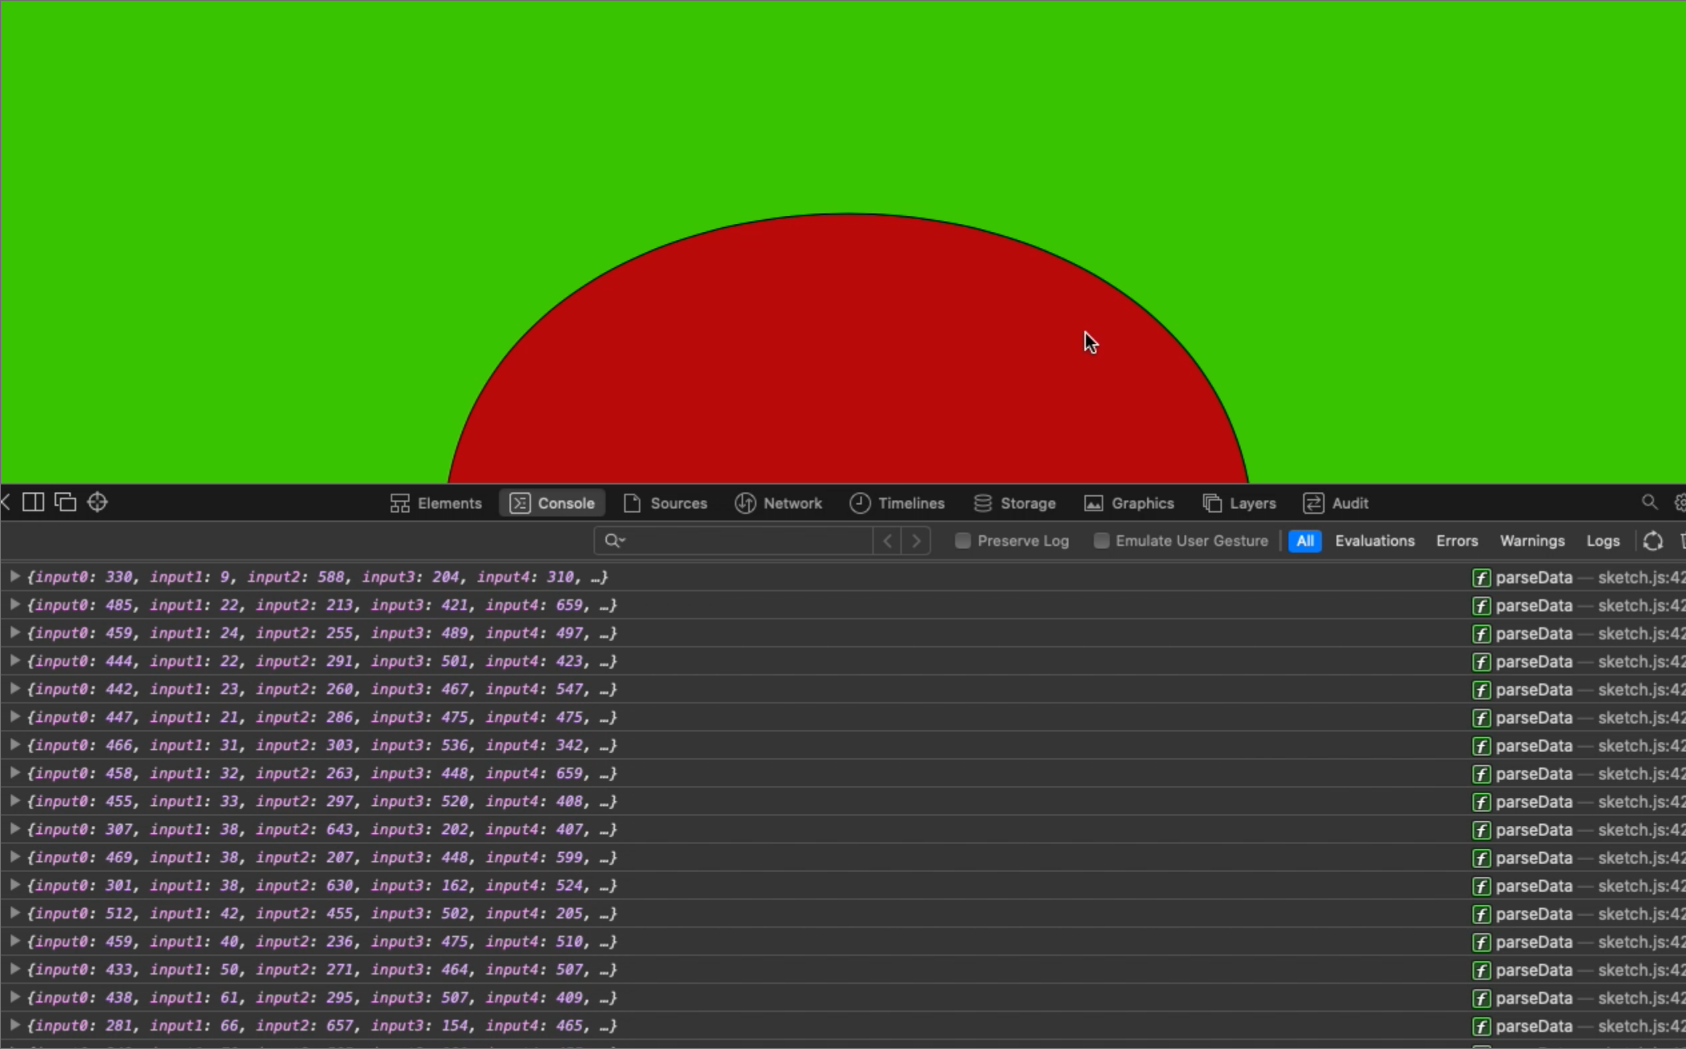 Elements Console Sources Network Timelines Storage Graphics Layers Audit
Preserve Log Emulate User Gesture All Evaluations Errors Warnings Logs
{input0: 330, input1: 9, input2: 588, input3: 204, input4: 310, …} f parseData — sketch.js:42
{input0: 485, input1: 22, input2: 213, input3: 421, input4: 659, …} f parseData — sketch.js:42
{input0: 459, input1: 24, input2: 255, input3: 489, input4: 497, …} f parseData — sketch.js:42
{input0: 444, input1: 22, input2: 291, input3: 501, input4: 423, …} f parseData — sketch.js:42
{input0: 442, input1: 23, input2: 260, input3: 467, input4: 547, …} f parseData — sketch.js:42
{input0: 447, input1: 21, input2: 286, input3: 475, input4: 475, …} f parseData — sketch.js:42
{input0: 466, input1: 31, input2: 303, input3: 536, input4: 342, …} f parseData — sketch.js:42
{input0: 458, input1: 32, input2: 263, input3: 448, input4: 659, …} f parseData — sketch.js:42
{input0: 455, input1: 33, input2: 297, input3: 520, input4: 408, …} f parseData — sketch.js:42
{input0: 307, input1: 38, input2: 643, input3: 202, input4: 407, …} f parseData — sketch.js:42
{input0: 469, input1: 38, input2: 207, input3: 448, input4: 599, …} f parseData — sketch.js:42
{input0: 301, input1: 38, input2: 630, input3: 162, input4: 524, …} f parseData — sketch.js:42
{input0: 512, input1: 42, input2: 455, input3: 502, input4: 205, …} f parseData — sketch.js:42
{input0: 459, input1: 40, input2: 236, input3: 475, input4: 510, …} f parseData — sketch.js:42
{input0: 433, input1: 50, input2: 271, input3: 464, input4: 507, …} f parseData — sketch.js:42
{input0: 438, input1: 61, input2: 295, input3: 507, input4: 409, …} f parseData — sketch.js:42
{input0: 281, input1: 66, input2: 657, input3: 154, input4: 465, …} f parseData — sketch.js:42